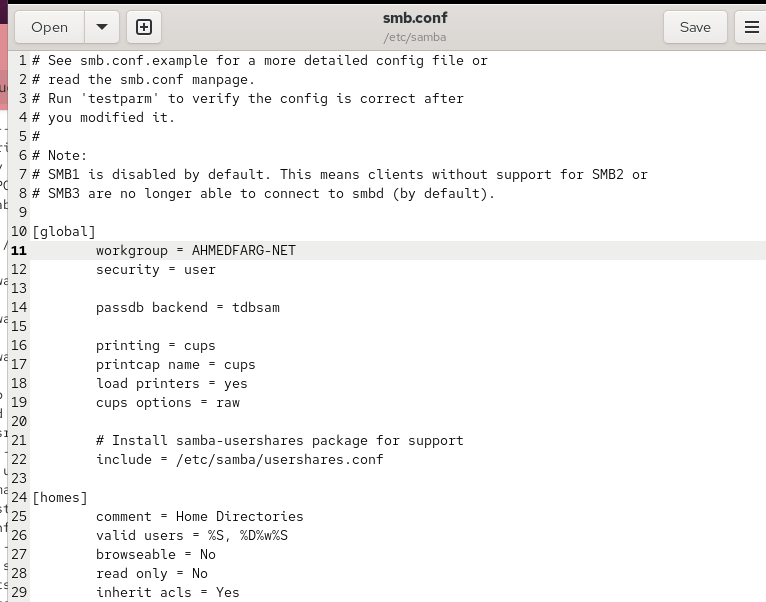 Open
smb.conf
/etc/samba
Save
1 # See smb.conf.example for a more detailed config file or
2 # read the smb.conf manpage.
3 # Run 'testparm' to verify the config is correct after
4 # you modified it.
5 #
6 # Note:
7 # SMB1 is disabled by default. This means clients without support for SMB2 or
8 # SMB3 are no longer able to connect to smbd (by default).
9
10 [global]
11 workgroup = AHMEDFARG-NET
12 security = user
13
14 passdb backend = tdbsam
15
16 printing = cups
17 printcap name = cups
18 load printers = yes
19 cups options = raw
20
21 # Install samba-usershares package for support
22 include = /etc/samba/usershares.conf
23
24 [homes]
25 comment = Home Directories
26 valid users = %S, %D%w%S
27 browseable = No
28 read only = No
29 inherit acls = Yes